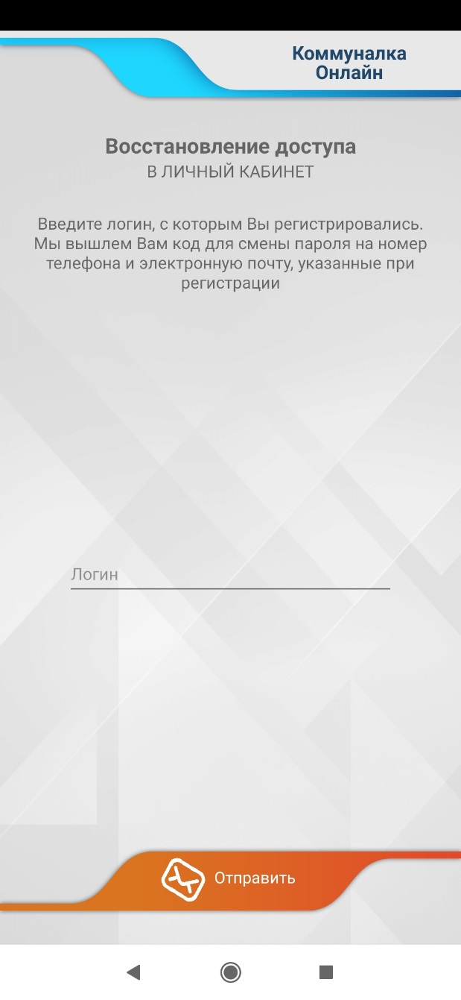 Коммуналка
Онлайн
Восстановление доступа
В ЛИЧНЫЙ КАБИНЕТ
Введите логин, с которым Вы регистрировались.
Мы вышлем Вам код для смены пароля на номер
телефона и электронную почту, указанные при
регистрации
Логин
Отправить